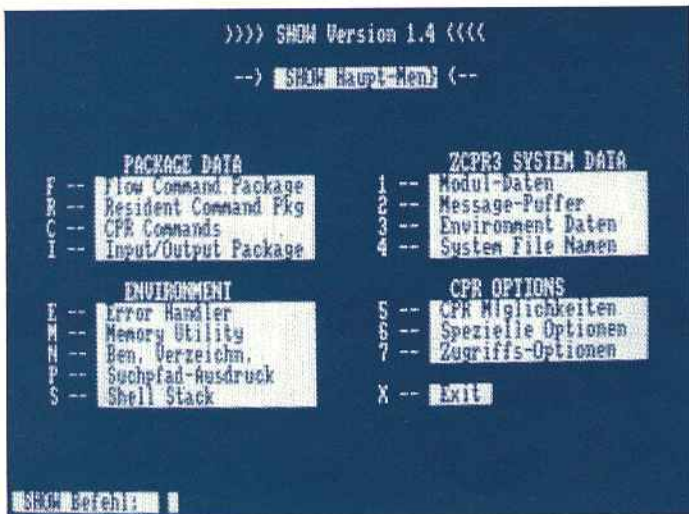 >>>> SHOW Version 1.4 <<<<
--> SHOW Haupt-Men} <--
PACKAGE DATA
F -- Flow Command Package
R -- Resident Command Pkg
C -- CPR Commands
I -- Input/Output Package
ENVIRONMENT
E -- Error Handler
M -- Memory Utility
N -- Ben. Verzeichn.
P -- Suchpfad-Ausdruck
S -- Shell Stack
ZCPR3 SYSTEM DATA
1 -- Modul-Daten
2 -- Message-Puffer
3 -- Environment Daten
4 -- System File Namen
CPR OPTIONS
5 -- CPR M|glichkeiten
6 -- Spezielle Optionen
7 -- Zugriffs-Optionen
X -- Exit
SHOW Befehl: